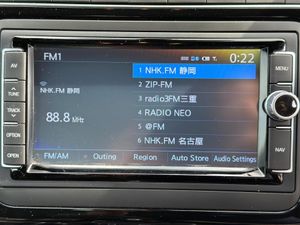 FM1
0:22
AV
TUNE
TRACK
OPTION
OPEN
NHK.FM 静岡
88.8 MHz
1 NHK.FM 静岡
2 ZIP-FM
3 radio3FM三重
4 RADIO NEO
5 @FM
6 NHK.FM 名古屋
FM/AM
Outing
Region
Auto Store
Audio Settings
MENU
NAV